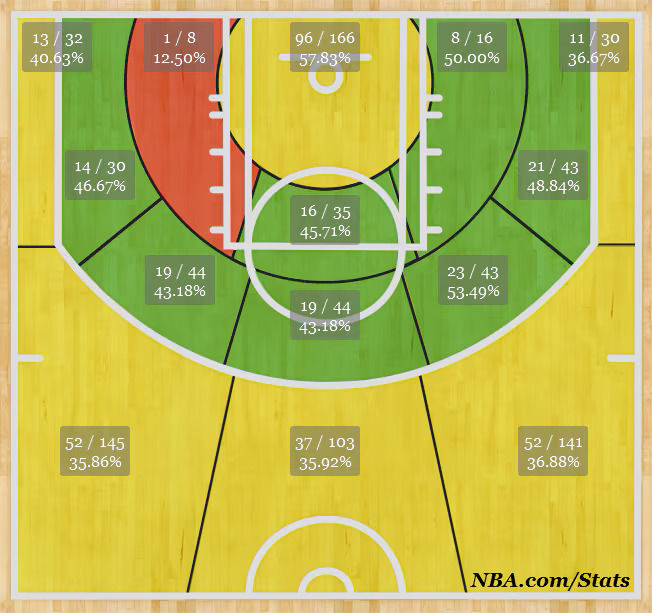 13 / 32
40.63%
1 / 8
12.50%
96 / 166
57.83%
8 / 16
50.00%
11 / 30
36.67%
14 / 30
46.67%
21 / 43
48.84%
16 / 35
45.71%
19 / 44
43.18%
23 / 43
53.49%
19 / 44
43.18%
52 / 145
35.86%
37 / 103
35.92%
52 / 141
36.88%
NBA.com/Stats